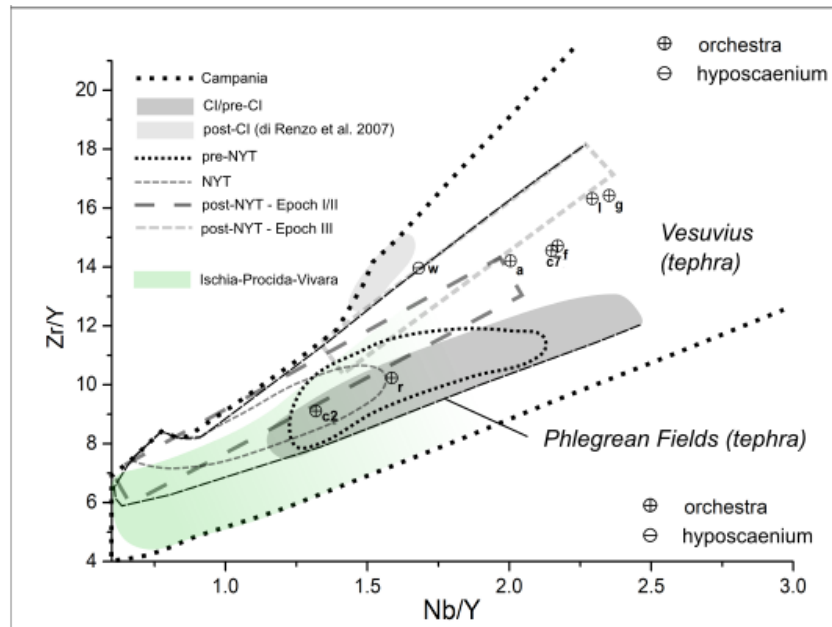 20
18
16
14
12
10
8
6
4
Zr/Y
1.0
1.5
2.0
2.5
3.0
Nb/Y
Campania
CI/pre-CI
post-CI (di Renzo et al. 2007)
pre-NYT
NYT
post-NYT - Epoch I/II
post-NYT - Epoch III
Ischia-Procida-Vivara
orchestra
hyposcaenium
w
l
g
a
c7
f
r
c2
Vesuvius
(tephra)
Phlegrean Fields (tephra)
orchestra
hyposcaenium